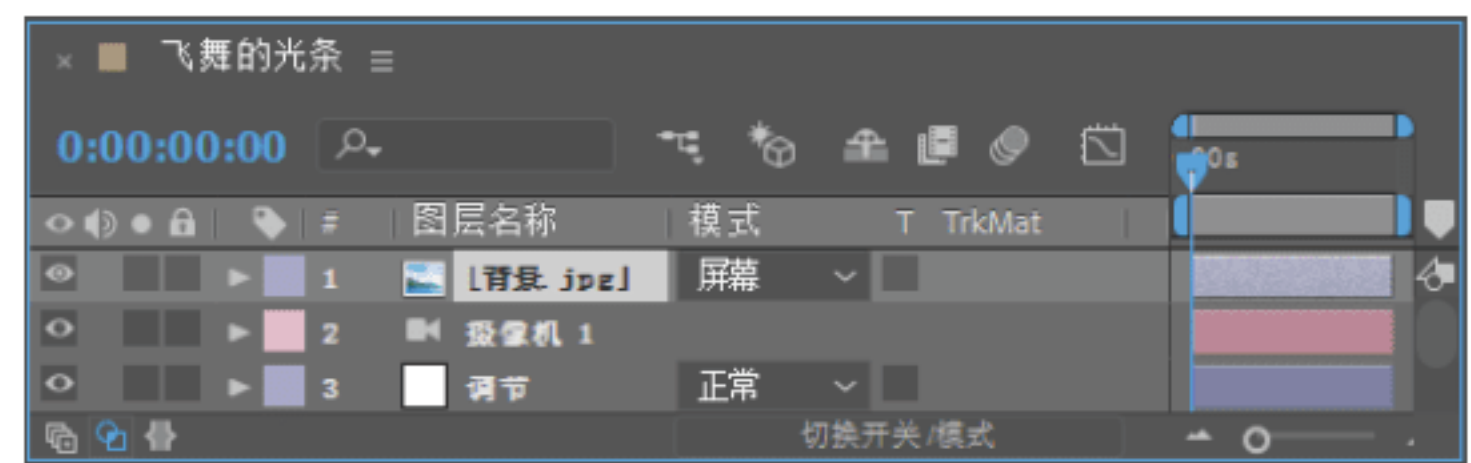 飞舞的光条
0:00:00:00
00s
# 图层名称 模式 T TrkMat
1 [背景.jpg] 屏幕
2 摄像机 1
3 调节 正常
切换开关/模式